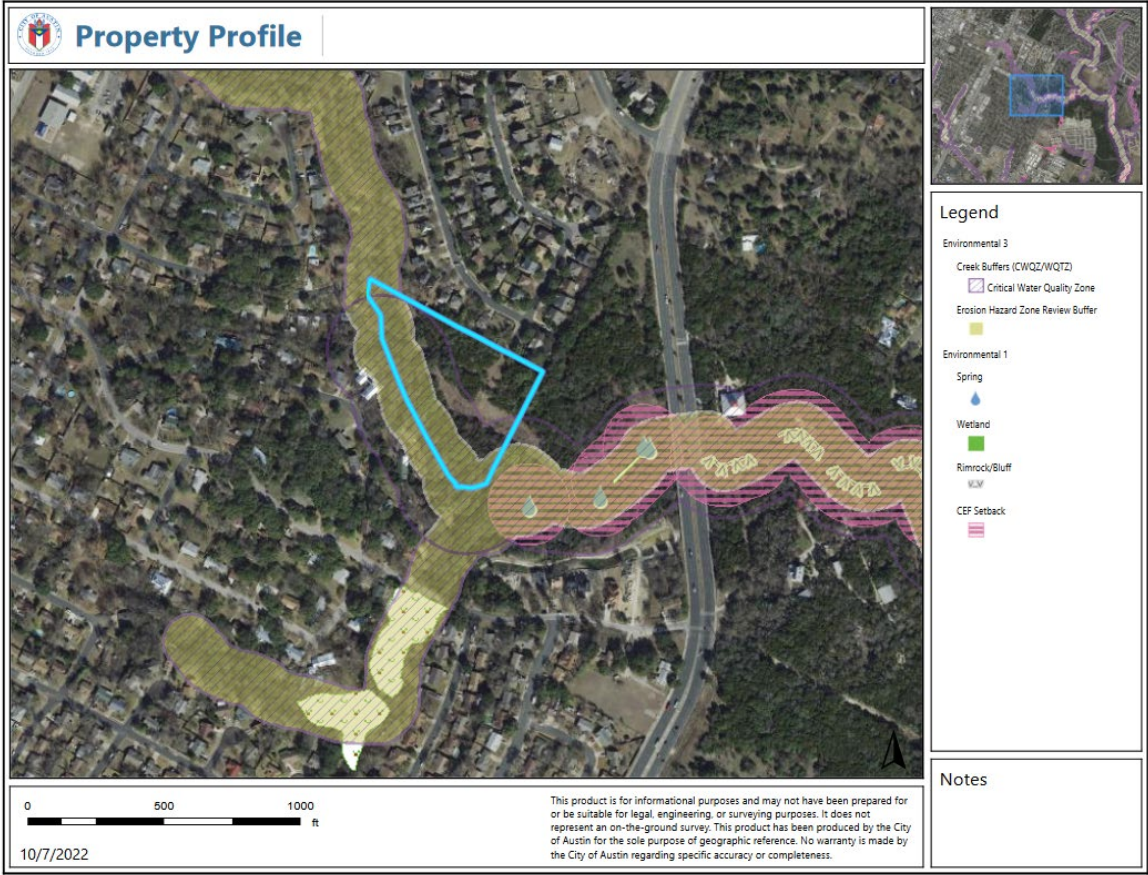 CITY OF AUSTIN
Property Profile
Legend
Environmental 3
Creek Buffers (CWQZ/WQTZ)
Critical Water Quality Zone
Erosion Hazard Zone Review Buffer
Environmental 1
Spring
Wetland
Rimrock/Bluff
CEF Setback
0 500 1000
ft
10/7/2022
This product is for informational purposes and may not have been prepared for
or be suitable for legal, engineering, or surveying purposes. It does not
represent an on-the-ground survey. This product has been produced by the City
of Austin for the sole purpose of geographic reference. No warranty is made by
the City of Austin regarding specific accuracy or completeness.
Notes